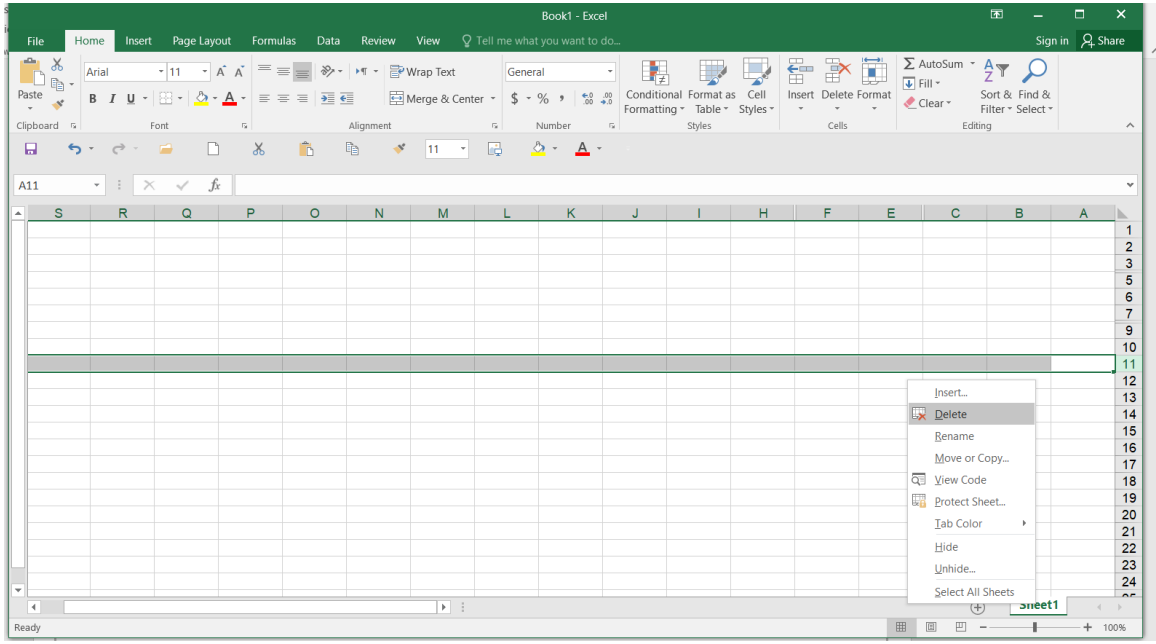 Book1 - Excel
File Home Insert Page Layout Formulas Data Review View Tell me what you want to do... Sign in Share
Arial 11 A A Wrap Text General AutoSum
Fill
Paste B I U A Merge & Center $ % , .00 .0 Conditional Formatting Format as Table Cell Styles Insert Delete Format Clear Sort & Filter Find & Select
Clipboard Font Alignment Number Styles Cells Editing
11 A
A11 fx
S R Q P O N M L K J I H F E C B A
1
2
3
5
6
7
9
10
11
12
Insert...
13
Delete
14
Rename
15
16
Move or Copy...
17
View Code
18
Protect Sheet...
19
20
Tab Color
21
Hide
22
Unhide...
23
24
Select All Sheets
25
Sheet1
Ready 100%